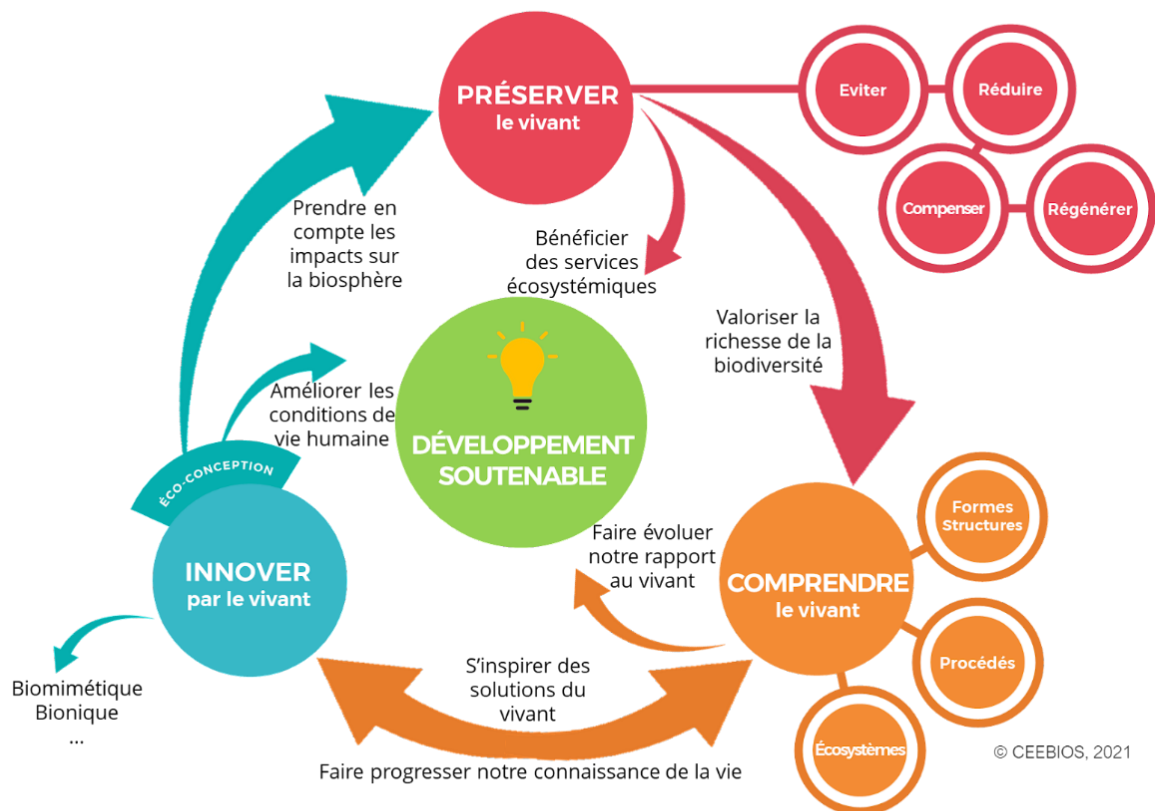 PRÉSERVER
le vivant
Eviter
Réduire
Compenser
Régénérer
Prendre en
compte les
impacts sur
la biosphère
Bénéficier
des services
écosystémiques
Valoriser la
richesse de la
biodiversité
Améliorer les
conditions de
vie humaine
DÉVELOPPEMENT
SOUTENABLE
ÉCO-CONCEPTION
INNOVER
par le vivant
Faire évoluer
notre rapport
au vivant
COMPRENDRE
le vivant
Formes
Structures
Procédés
Écosystèmes
Biomimétique
Bionique
...
S'inspirer des
solutions du
vivant
Faire progresser notre connaissance de la vie
© CEEBIOS, 2021